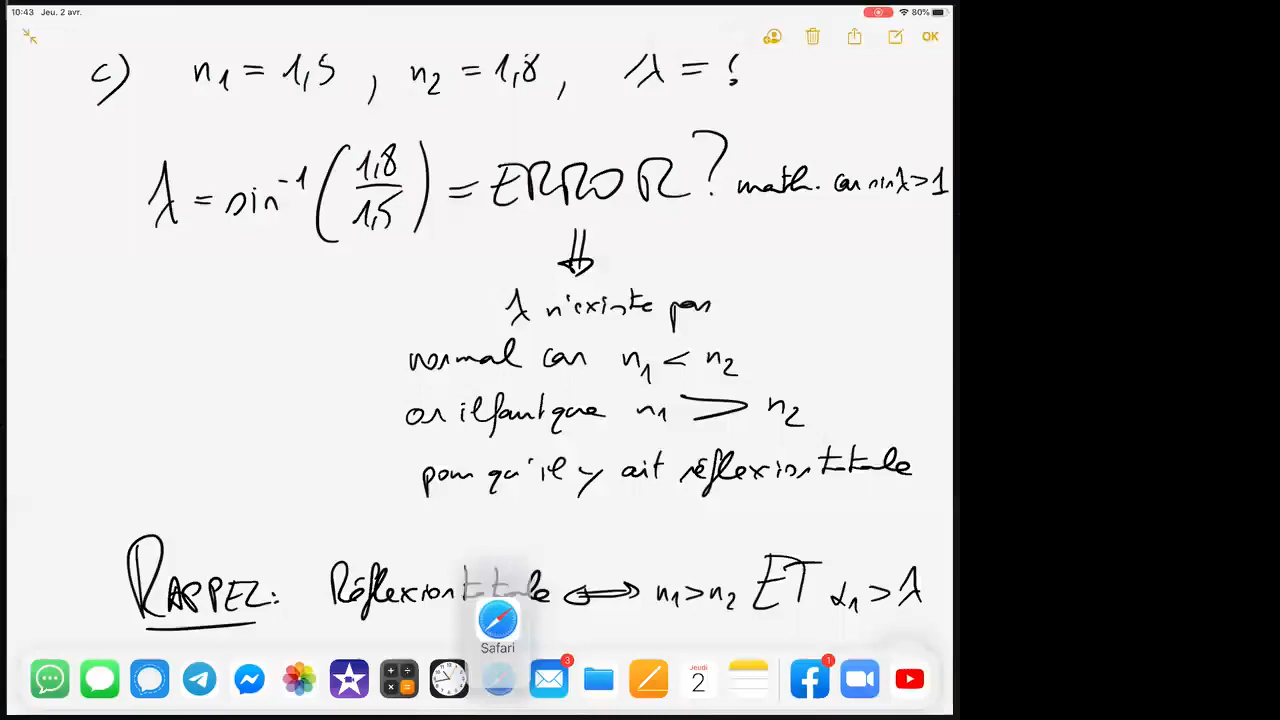 10:43 Jeu. 2 avr.
80%
OK
c) n1 = 1,5 , n2 = 1,8 , λ = ?
λ = sin⁻¹(1,8/1,5) = ERROR? math. car sinλ>1
⇓
λ n'existe pas
normal car n1 < n2
or il faut que n1 > n2
pour qu'il y ait réflexion totale
RAPPEL: Réflexion totale ⟺ n1>n2 ET α1>λ
Safari
3
Jeudi
2
1